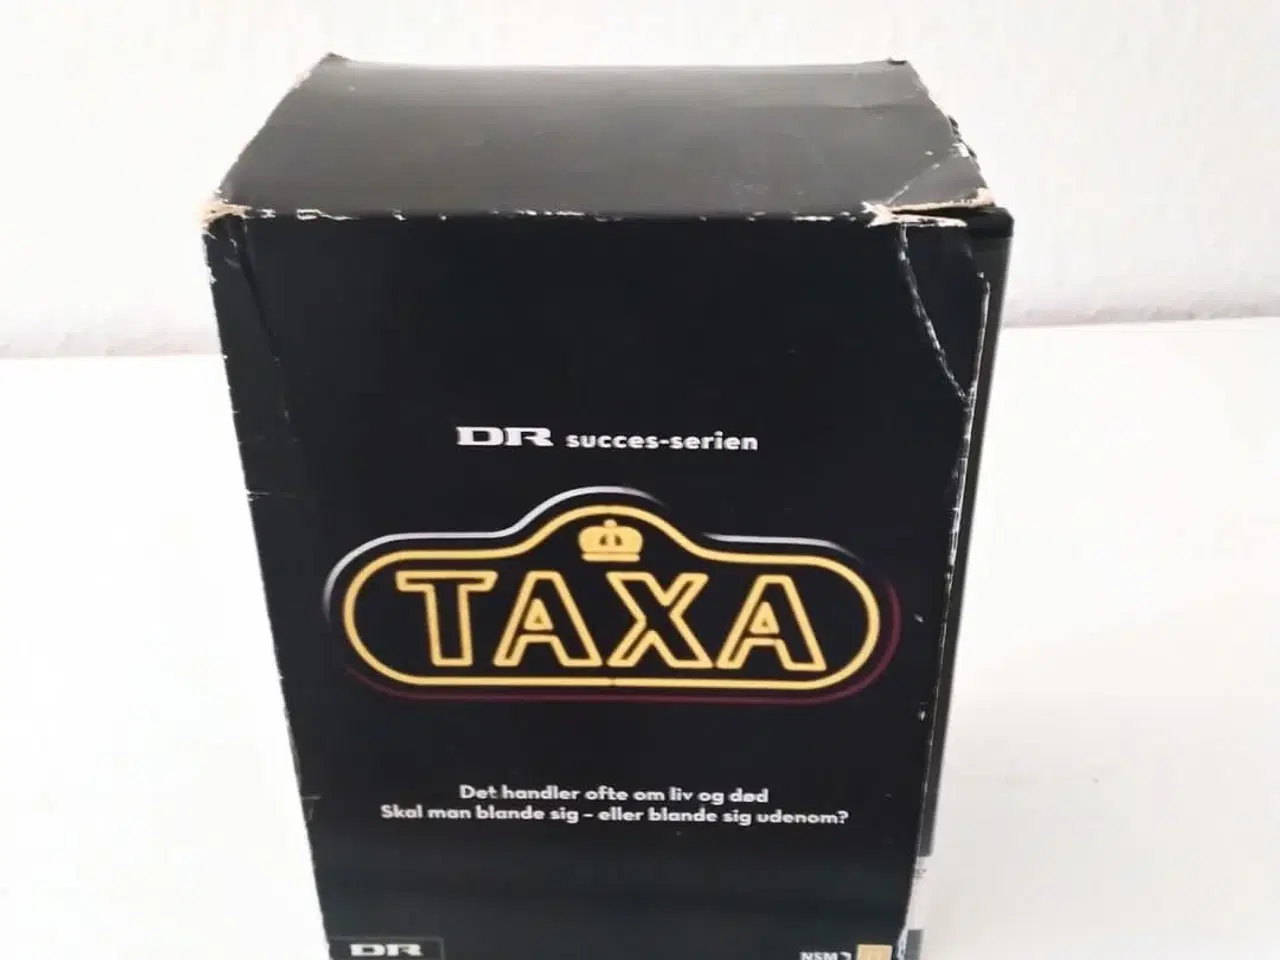 DR succes-serien
TAXA
Det handler ofte om liv og død
Skal man blande sig – eller blande sig udenom?
DR
NSM